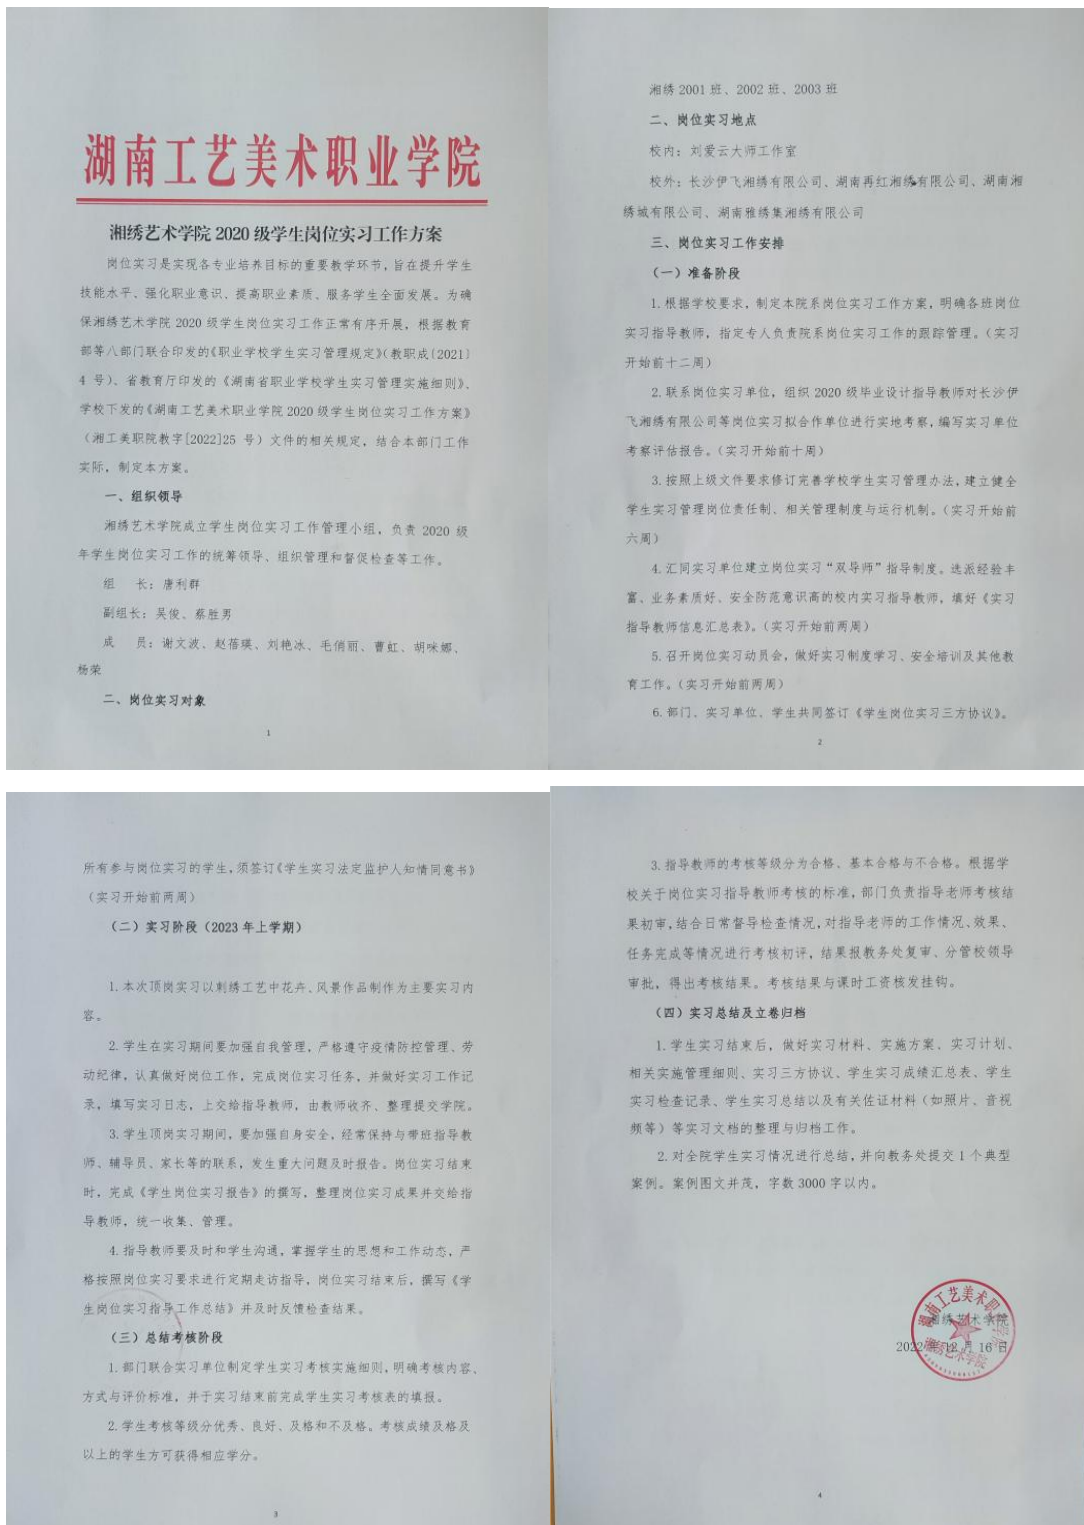 湖南工艺美术职业学院
湘绣艺术学院 2020 级学生岗位实习工作方案
岗位实习是实现各专业培养目标的重要教学环节,旨在提升学生
技能水平、强化职业意识、提高职业素质、服务学生全面发展。为确
保湘绣艺术学院 2020 级学生岗位实习工作正常有序开展,根据教育
部等八部门联合印发的《职业学校学生实习管理规定》(教职成〔2021〕
4 号)、省教育厅印发的《湖南省职业学校学生实习管理实施细则》、
学校下发的《湖南工艺美术职业学院 2020 级学生岗位实习工作方案》
(湘工美职院教字[2022]25 号)文件的相关规定,结合本部门工作
实际,制定本方案。
一、组织领导
湘绣艺术学院成立学生岗位实习工作管理小组,负责 2020 级
年学生岗位实习工作的统筹领导、组织管理和督促检查等工作。
组 长:唐利群
副组长:吴俊、蔡胜男
成 员:谢文波、赵蓓瑛、刘艳冰、毛俏丽、曹虹、胡咪娜、
杨荣
二、岗位实习对象
1
湘绣 2001 班、2002 班、2003 班
二、岗位实习地点
校内:刘爱云大师工作室
校外:长沙伊飞湘绣有限公司、湖南再红湘绣有限公司、湖南湘
绣城有限公司、湖南雅绣集湘绣有限公司
三、岗位实习工作安排
(一)准备阶段
1.根据学校要求,制定本院系岗位实习工作方案,明确各班岗位
实习指导教师,指定专人负责院系岗位实习工作的跟踪管理。(实习
开始前十二周)
2.联系岗位实习单位,组织 2020 级毕业设计指导教师对长沙伊
飞湘绣有限公司等岗位实习拟合作单位进行实地考察,编写实习单位
考察评估报告。(实习开始前十周)
3.按照上级文件要求修订完善学校学生实习管理办法,建立健全
学生实习管理岗位责任制、相关管理制度与运行机制。(实习开始前
六周)
4.汇同实习单位建立岗位实习“双导师”指导制度。选派经验丰
富、业务素质好、安全防范意识高的校内实习指导教师,填好《实习
指导教师信息汇总表》。(实习开始前两周)
5.召开岗位实习动员会,做好实习制度学习、安全培训及其他教
育工作。(实习开始前两周)
6.部门、实习单位、学生共同签订《学生岗位实习三方协议》。
2
所有参与岗位实习的学生,须签订《学生实习法定监护人知情同意书》
(实习开始前两周)
(二)实习阶段(2023 年上学期)
1.本次顶岗实习以刺绣工艺中花卉、风景作品制作为主要实习内
容。
2.学生在实习期间要加强自我管理,严格遵守疫情防控管理、劳
动纪律,认真做好岗位工作,完成岗位实习任务,并做好实习工作记
录,填写实习日志,上交给指导教师,由教师收齐、整理提交学院。
3.学生顶岗实习期间,要加强自身安全,经常保持与带班指导教
师、辅导员、家长等的联系,发生重大问题及时报告。岗位实习结束
时,完成《学生岗位实习报告》的撰写,整理岗位实习成果并交给指
导教师,统一收集、管理。
4.指导教师要及时和学生沟通,掌握学生的思想和工作动态,严
格按照岗位实习要求进行定期走访指导,岗位实习结束后,撰写《学
生岗位实习指导工作总结》并及时反馈检查结果。
(三)总结考核阶段
1.部门联合实习单位制定学生实习考核实施细则,明确考核内容、
方式与评价标准,并于实习结束前完成学生实习考核表的填报。
2.学生考核等级分优秀、良好、及格和不及格。考核成绩及格及
以上的学生方可获得相应学分。
3
3.指导教师的考核等级分为合格、基本合格与不合格。根据学
校关于岗位实习指导教师考核的标准,部门负责指导老师考核结
果初审,结合日常督导检查情况,对指导老师的工作情况、效果、
任务完成等情况进行考核初评,结果报教务处复审、分管校领导
审批,得出考核结果。考核结果与课时工资核发挂钩。
(四)实习总结及立卷归档
1.学生实习结束后,做好实习材料、实施方案、实习计划、
相关实施管理细则、实习三方协议、学生实习成绩汇总表、学生
实习检查记录、学生实习总结以及有关佐证材料(如照片、音视
频等)等实习文档的整理与归档工作。
2.对全院学生实习情况进行总结,并向教务处提交 1 个典型
案例。案例图文并茂,字数 3000 字以内。
湖南工艺美术职业学院
湘绣艺术学院
2022 年 12 月 16 日
湘绣艺术学院
4